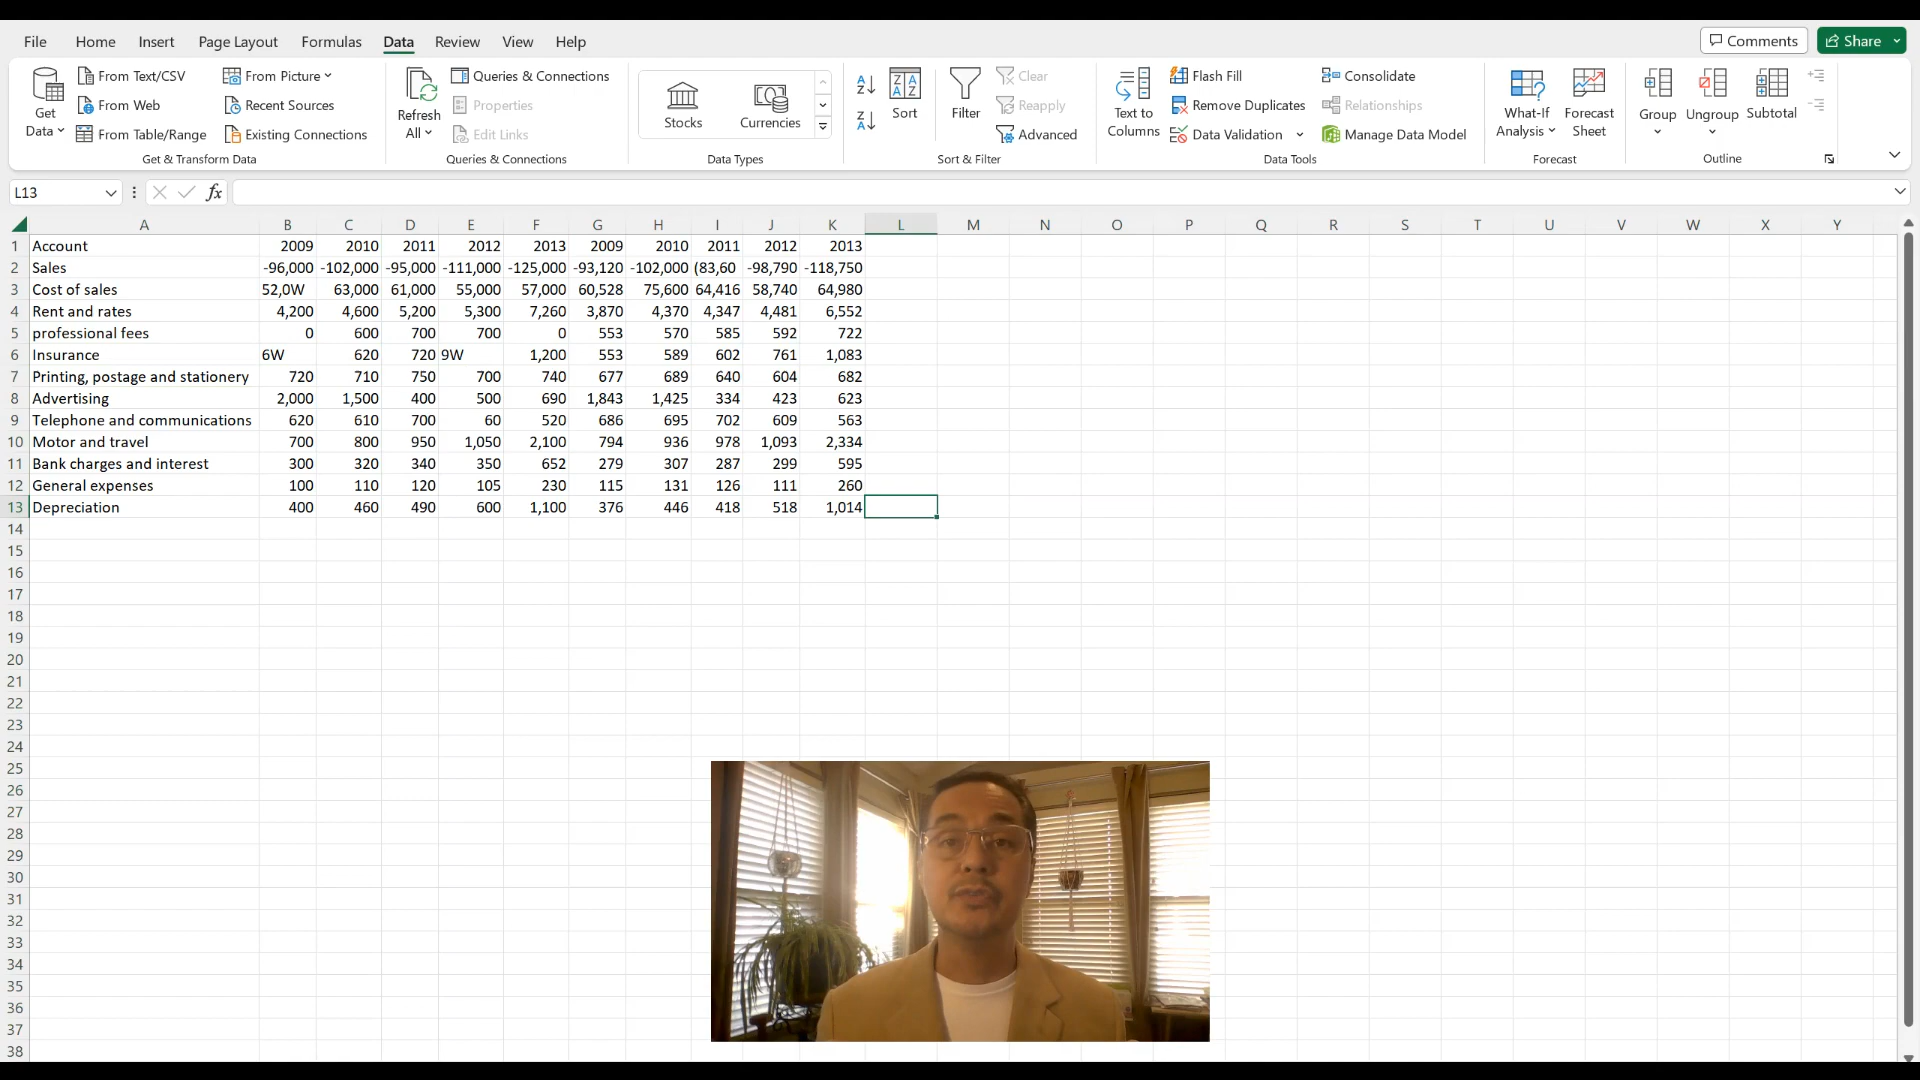 File Home Insert Page Layout Formulas Data Review View Help Comments Share
From Text/CSV From Picture Queries & Connections Clear Flash Fill Consolidate
Get Data From Web Recent Sources Refresh All Properties Stocks Currencies Sort Filter Reapply Text to Columns Remove Duplicates Relationships What-If Analysis Forecast Sheet Group Ungroup Subtotal
From Table/Range Existing Connections Edit Links Advanced Data Validation Manage Data Model
Get & Transform Data Queries & Connections Data Types Sort & Filter Data Tools Forecast Outline
L13 fx
A B C D E F G H I J K L M N O P Q R S T U V W X Y
1 Account 2009 2010 2011 2012 2013 2009 2010 2011 2012 2013
2 Sales -96,000 -102,000 -95,000 -111,000 -125,000 -93,120 -102,000 (83,60 -98,790 -118,750
3 Cost of sales 52,0W 63,000 61,000 55,000 57,000 60,528 75,600 64,416 58,740 64,980
4 Rent and rates 4,200 4,600 5,200 5,300 7,260 3,870 4,370 4,347 4,481 6,552
5 professional fees 0 600 700 700 0 553 570 585 592 722
6 Insurance 6W 620 720 9W 1,200 553 589 602 761 1,083
7 Printing, postage and stationery 720 710 750 700 740 677 689 640 604 682
8 Advertising 2,000 1,500 400 500 690 1,843 1,425 334 423 623
9 Telephone and communications 620 610 700 60 520 686 695 702 609 563
10 Motor and travel 700 800 950 1,050 2,100 794 936 978 1,093 2,334
11 Bank charges and interest 300 320 340 350 652 279 307 287 299 595
12 General expenses 100 110 120 105 230 115 131 126 111 260
13 Depreciation 400 460 490 600 1,100 376 446 418 518 1,014
14
15
16
17
18
19
20
21
22
23
24
25
26
27
28
29
30
31
32
33
34
35
36
37
38